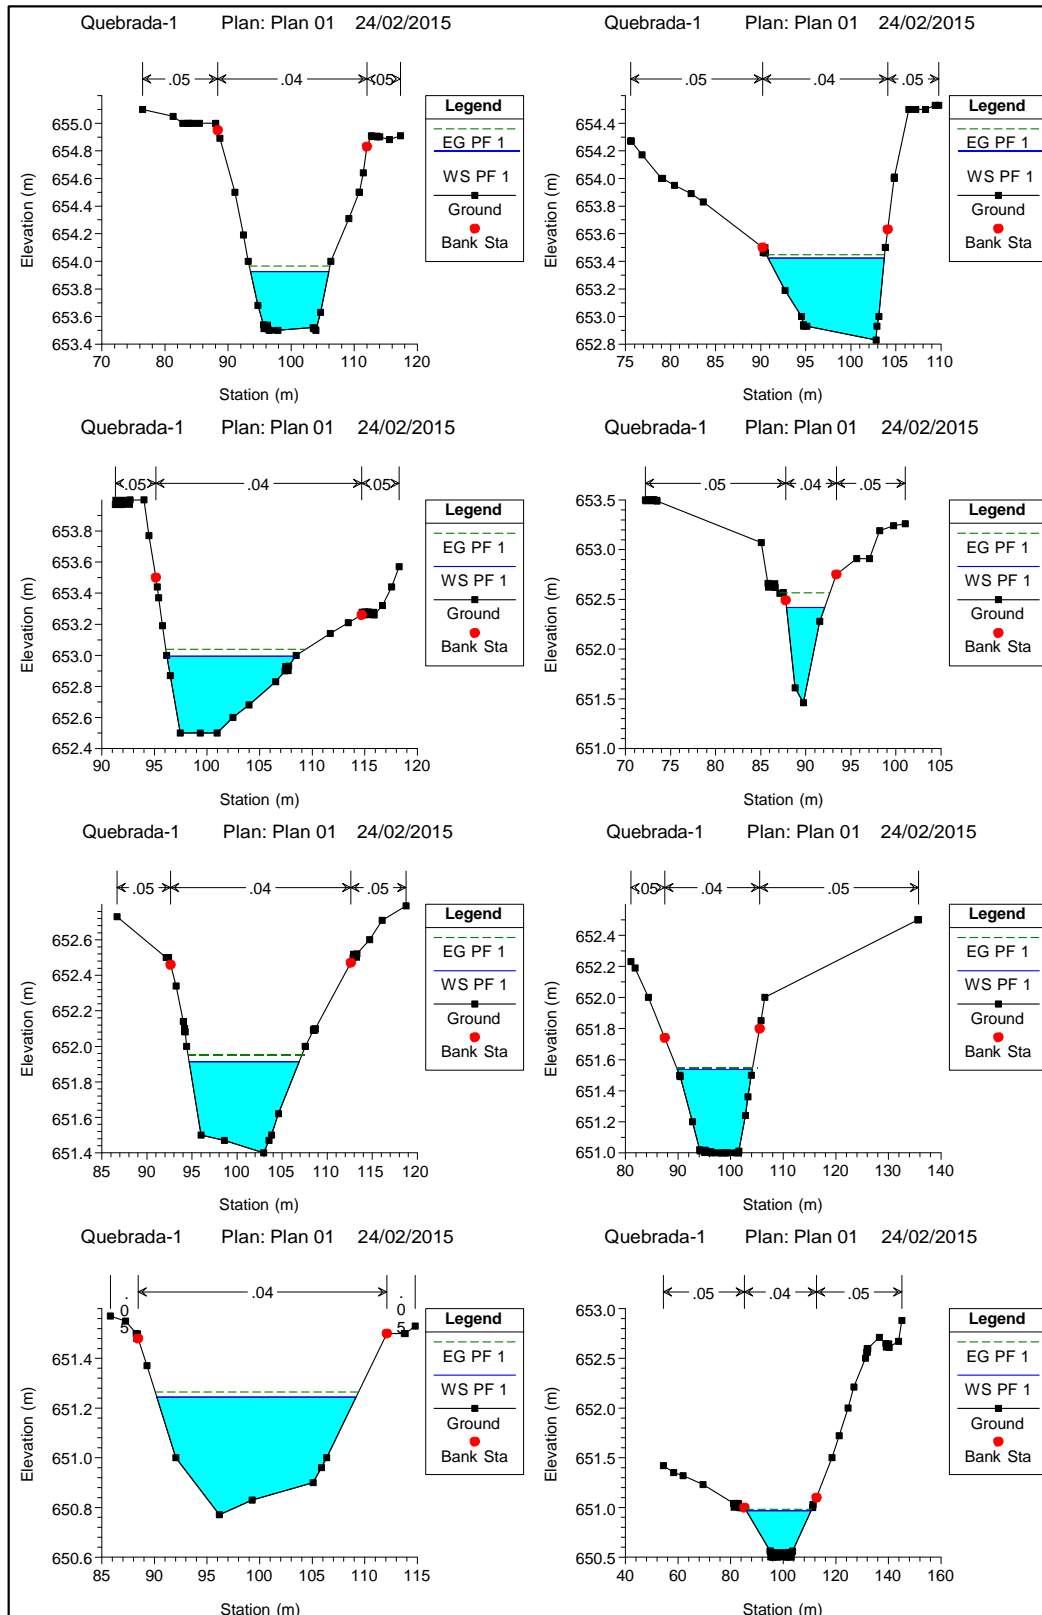 Quebrada-1 Plan: Plan 01 24/02/2015
.05 .04 .05
Elevation (m)
655.0
654.8
654.6
654.4
654.2
654.0
653.8
653.6
653.4
70 80 90 100 110 120
Station (m)
Legend
EG PF 1
WS PF 1
Ground
Bank Sta
Quebrada-1 Plan: Plan 01 24/02/2015
.05 .04 .05
Elevation (m)
654.4
654.2
654.0
653.8
653.6
653.4
653.2
653.0
652.8
75 80 85 90 95 100 105 110
Station (m)
Legend
EG PF 1
WS PF 1
Ground
Bank Sta
Quebrada-1 Plan: Plan 01 24/02/2015
.05 .04 .05
Elevation (m)
653.8
653.6
653.4
653.2
653.0
652.8
652.6
652.4
90 95 100 105 110 115 120
Station (m)
Legend
EG PF 1
WS PF 1
Ground
Bank Sta
Quebrada-1 Plan: Plan 01 24/02/2015
.05 .04 .05
Elevation (m)
653.5
653.0
652.5
652.0
651.5
651.0
70 75 80 85 90 95 100 105
Station (m)
Legend
EG PF 1
WS PF 1
Ground
Bank Sta
Quebrada-1 Plan: Plan 01 24/02/2015
.05 .04 .05
Elevation (m)
652.6
652.4
652.2
652.0
651.8
651.6
651.4
85 90 95 100 105 110 115 120
Station (m)
Legend
EG PF 1
WS PF 1
Ground
Bank Sta
Quebrada-1 Plan: Plan 01 24/02/2015
.05 .04 .05
Elevation (m)
652.4
652.2
652.0
651.8
651.6
651.4
651.2
651.0
80 90 100 110 120 130 140
Station (m)
Legend
EG PF 1
WS PF 1
Ground
Bank Sta
Quebrada-1 Plan: Plan 01 24/02/2015
.05 .04 .05
Elevation (m)
651.4
651.2
651.0
650.8
650.6
85 90 95 100 105 110 115
Station (m)
Legend
EG PF 1
WS PF 1
Ground
Bank Sta
Quebrada-1 Plan: Plan 01 24/02/2015
.05 .04 .05
Elevation (m)
653.0
652.5
652.0
651.5
651.0
650.5
40 60 80 100 120 140 160
Station (m)
Legend
EG PF 1
WS PF 1
Ground
Bank Sta